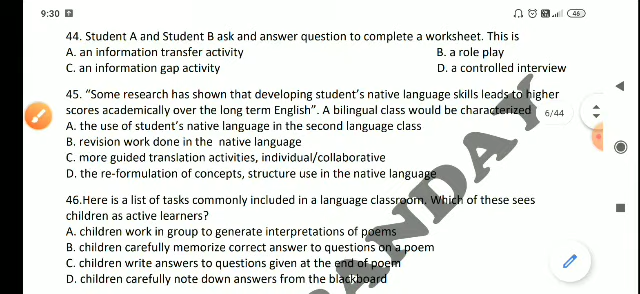 9:30 46
44. Student A and Student B ask and answer question to complete a worksheet. This is
A. an information transfer activity B. a role play
C. an information gap activity D. a controlled interview
45. “Some research has shown that developing student’s native language skills leads to higher
scores academically over the long term English”. A bilingual class would be characterized
6/44
A. the use of student’s native language in the second language class
B. revision work done in the native language
C. more guided translation activities, individual/collaborative
D. the re-formulation of concepts, structure use in the native language
46.Here is a list of tasks commonly included in a language classroom. Which of these sees
children as active learners?
A. children work in group to generate interpretations of poems
B. children carefully memorize correct answer to questions on a poem
C. children write answers to questions given at the end of poem
D. children carefully note down answers from the blackboard
PANDAY